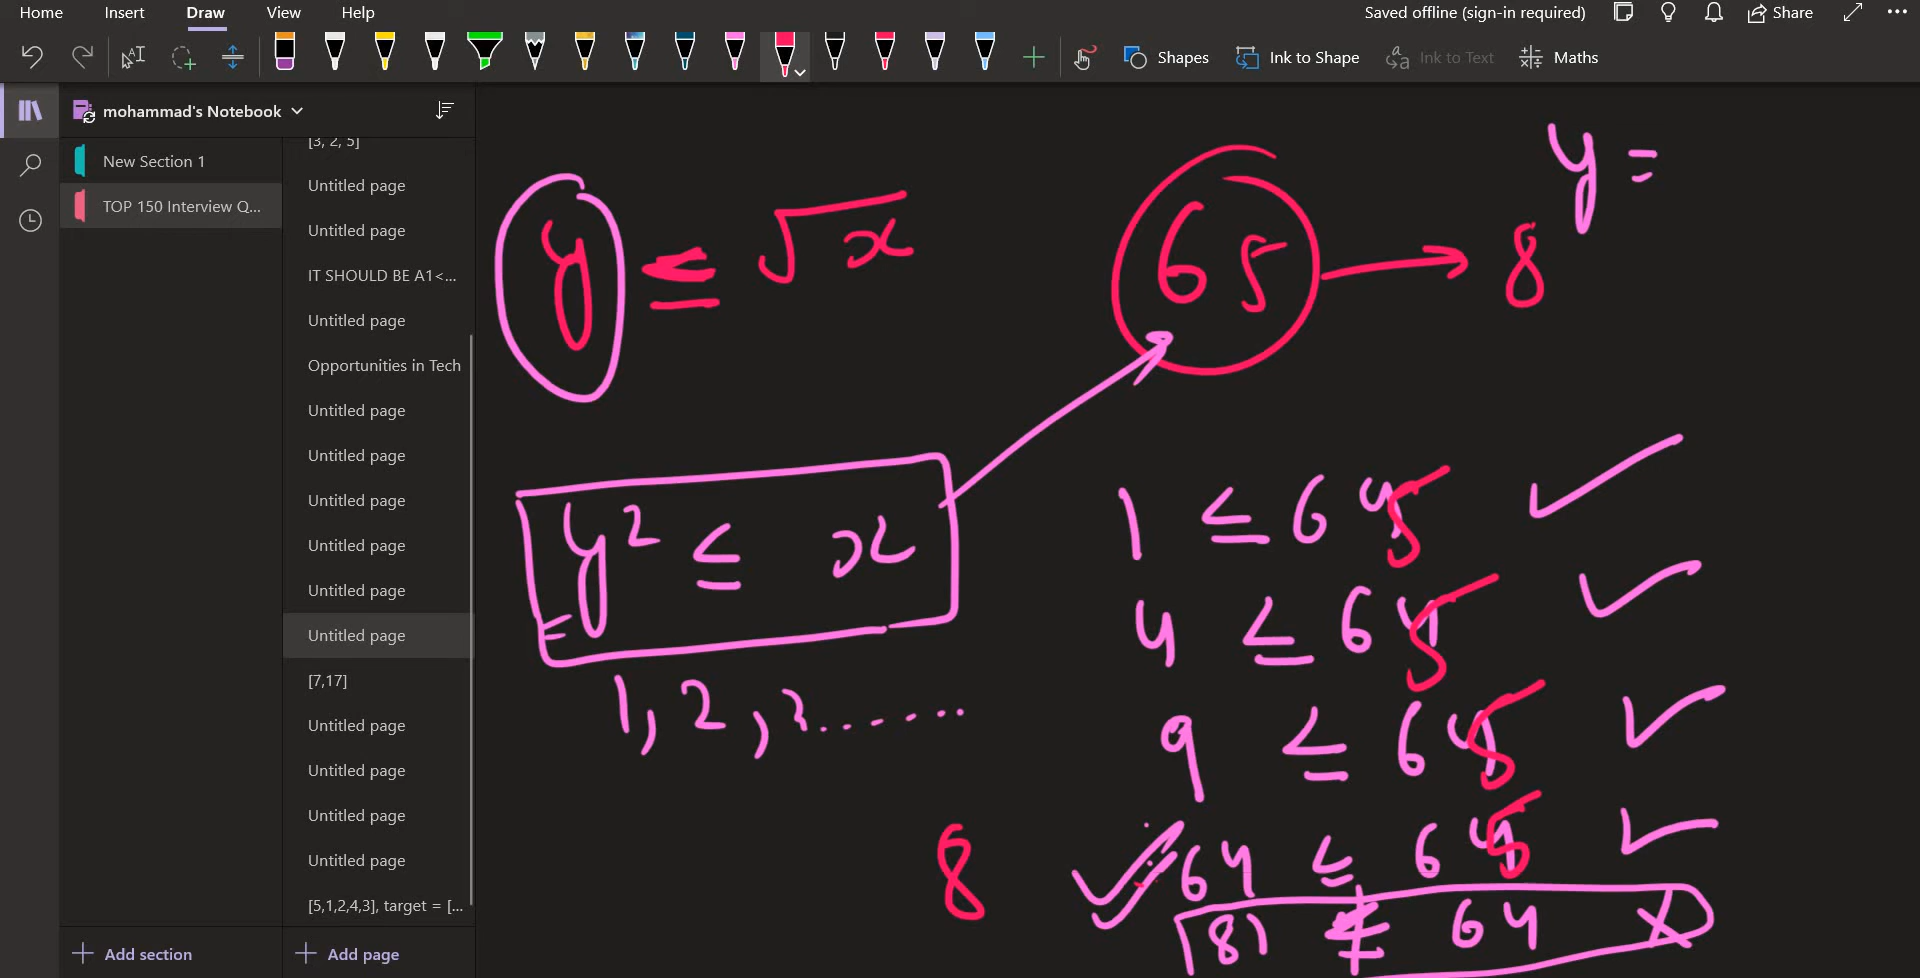 Home Insert Draw View Help Saved offline (sign-in required) Share
Shapes Ink to Shape Ink to Text Maths
mohammad's Notebook
New Section 1
TOP 150 Interview Q...
[3, 2, 5]
Untitled page
Untitled page
IT SHOULD BE A1<...
Untitled page
Opportunities in Tech
Untitled page
Untitled page
Untitled page
Untitled page
Untitled page
Untitled page
[7,17]
Untitled page
Untitled page
Untitled page
Untitled page
[5,1,2,4,3], target = [...
Add section
Add page
y ≤ √x
65 → 8
y =
y² ≤ x
1, 2, 3......
1 ≤ 65 ✓
4 ≤ 65 ✓
9 ≤ 65 ✓
8 ✓ 64 ≤ 65 ✓
81 ≰ 64 X